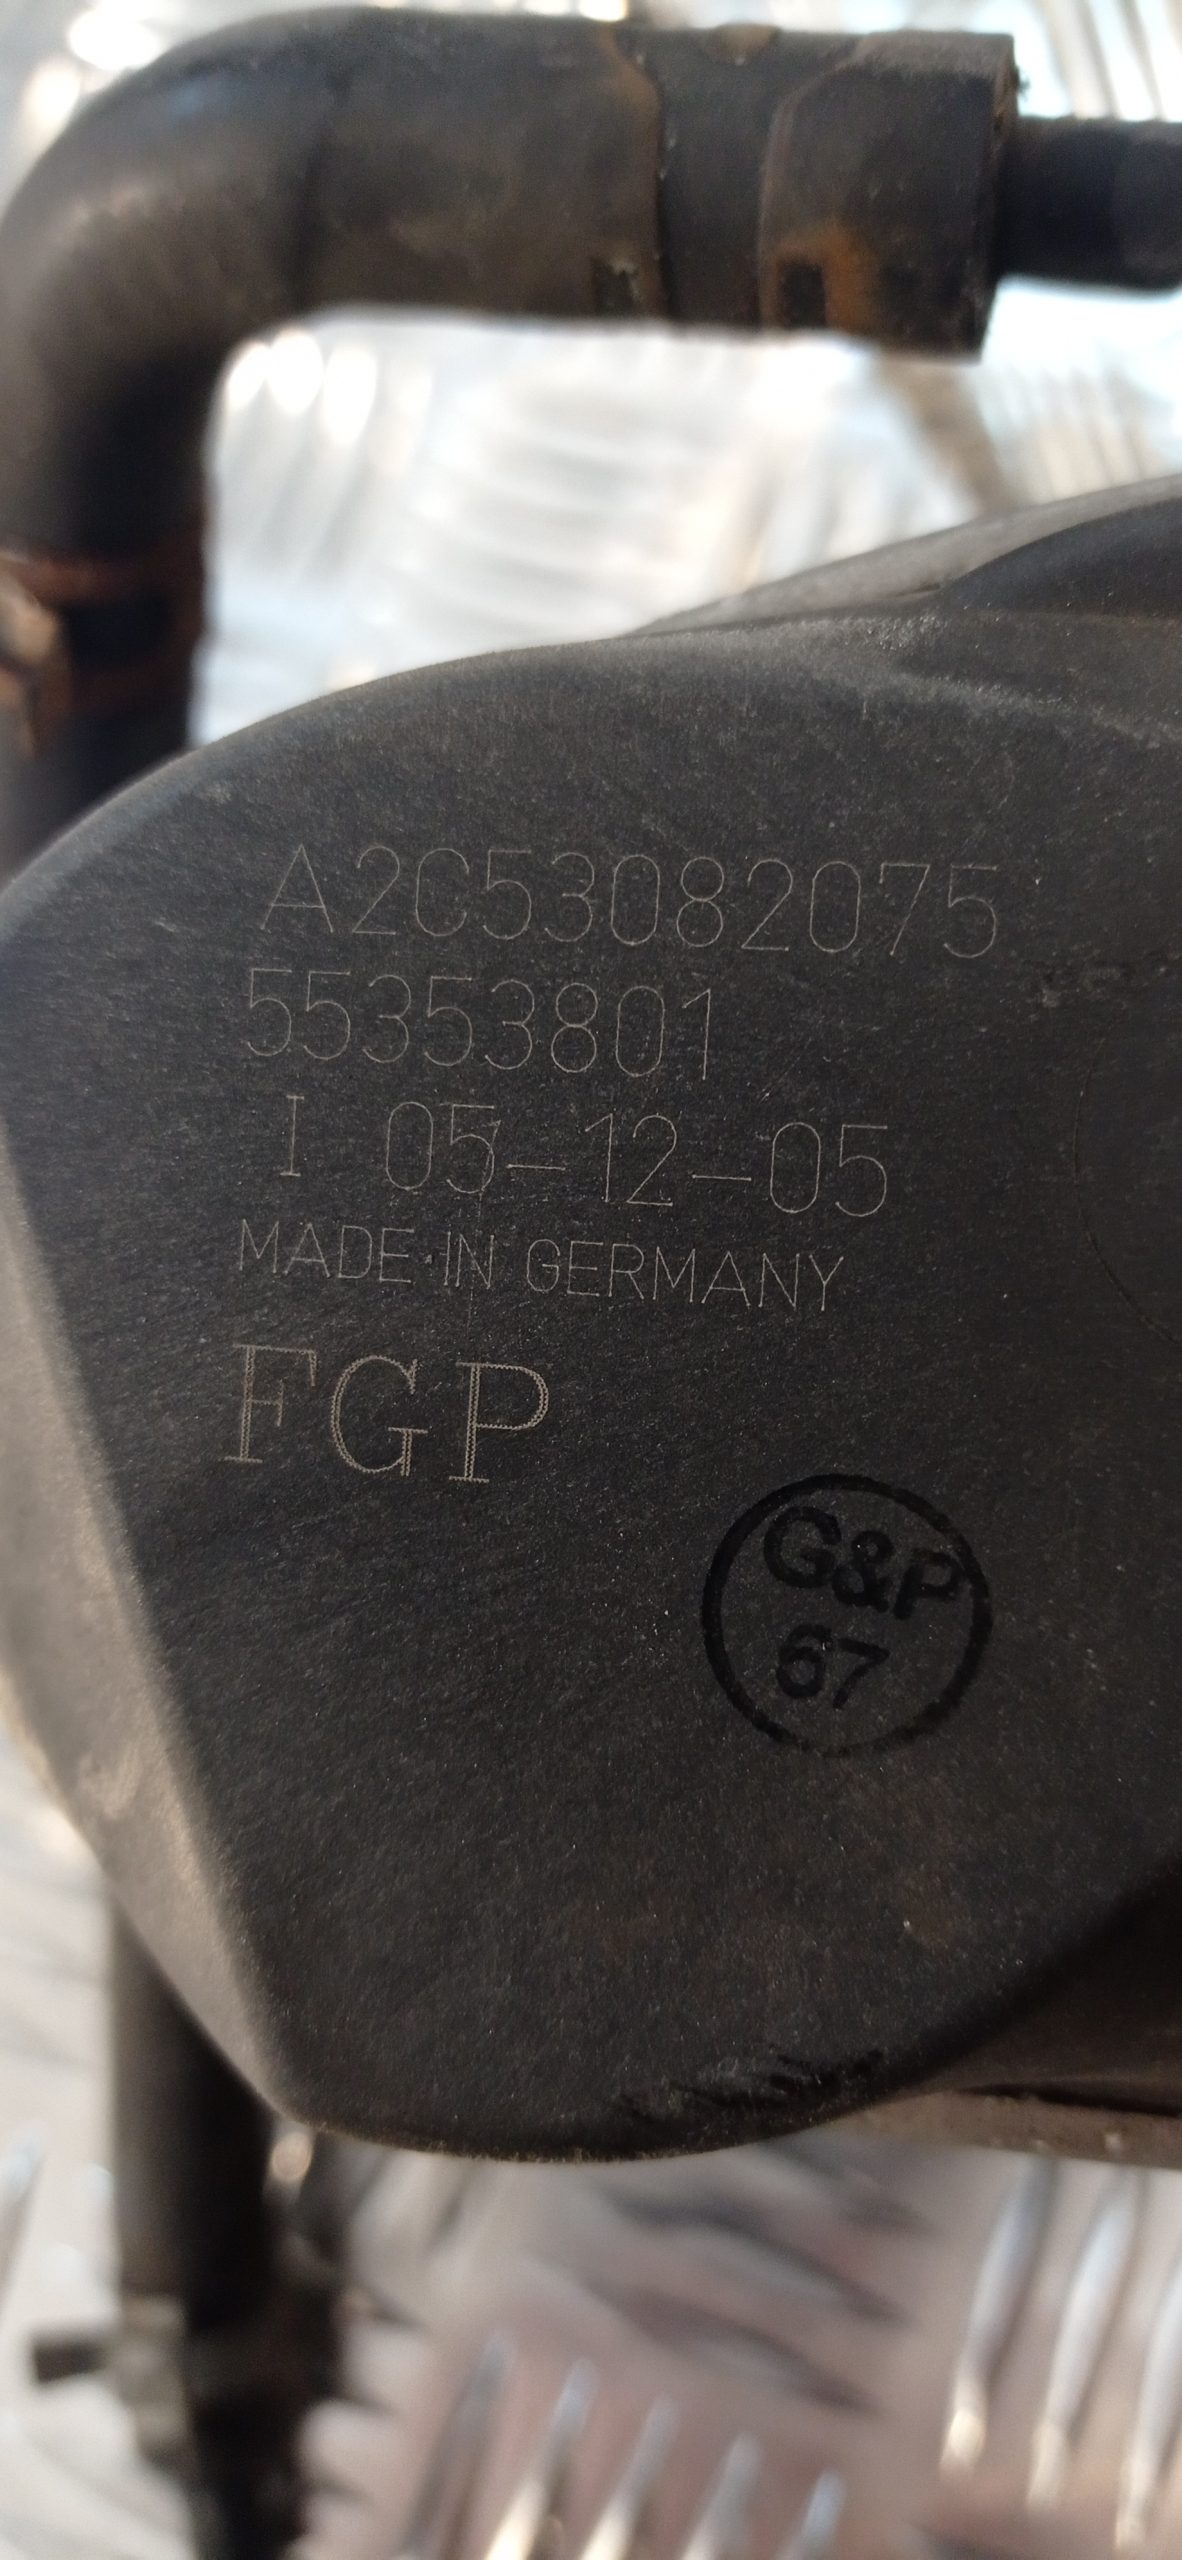 A2C53082075
55353801
I 05-12-05
MADE IN GERMANY
FGP
G&P
67